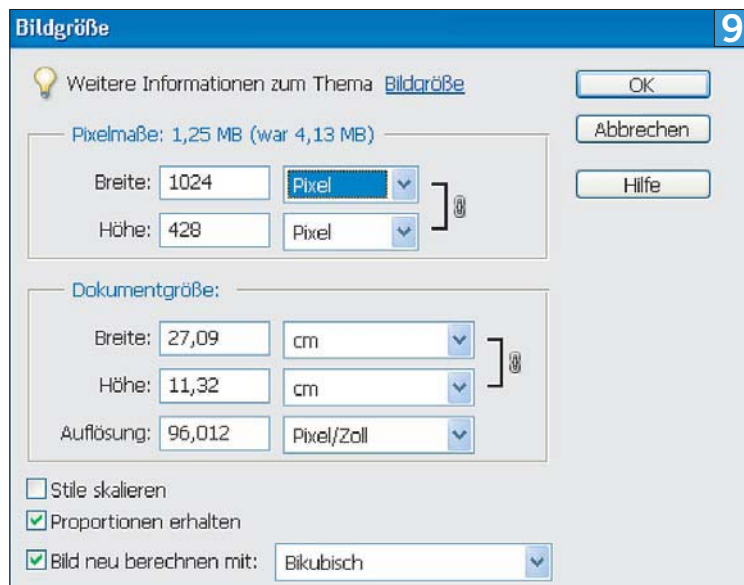 Bildgröße 9
Weitere Informationen zum Thema Bildgröße
OK
Abbrechen
Hilfe
Pixelmaße: 1,25 MB (war 4,13 MB)
Breite: 1024 Pixel
Höhe: 428 Pixel
Dokumentgröße:
Breite: 27,09 cm
Höhe: 11,32 cm
Auflösung: 96,012 Pixel/Zoll
Stile skalieren
Proportionen erhalten
Bild neu berechnen mit: Bikubisch